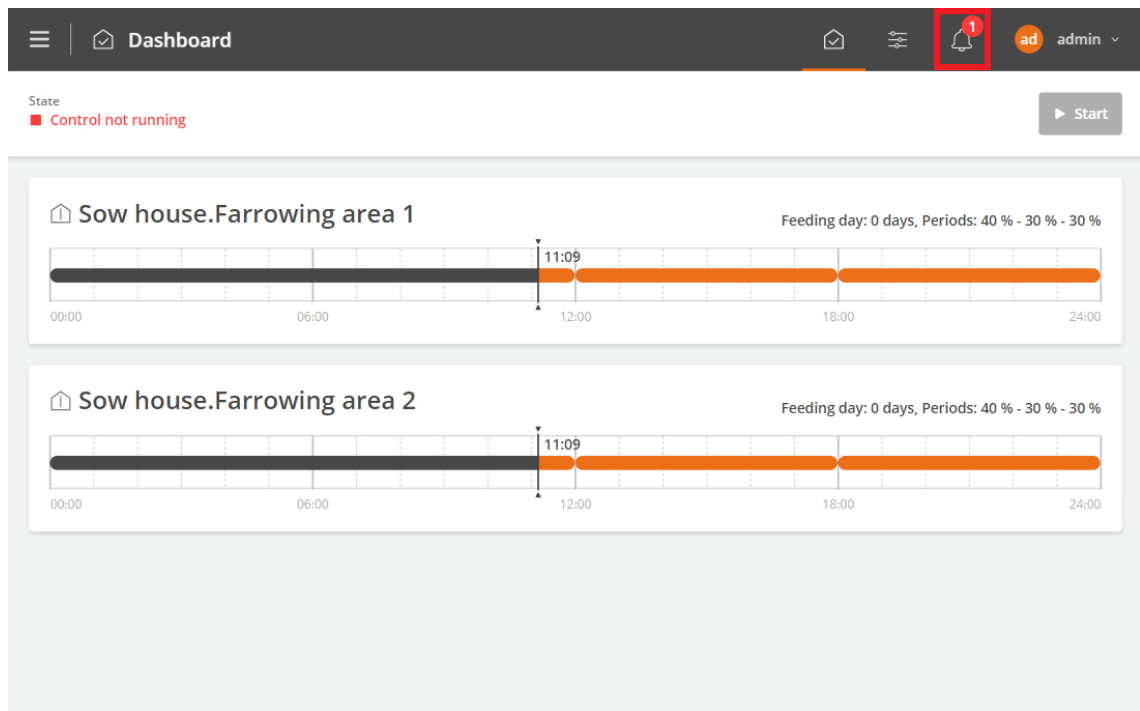 Dashboard
1
ad
admin
State
Control not running
Start
Sow house.Farrowing area 1
Feeding day: 0 days, Periods: 40 % - 30 % - 30 %
11:09
00:00
06:00
12:00
18:00
24:00
Sow house.Farrowing area 2
Feeding day: 0 days, Periods: 40 % - 30 % - 30 %
11:09
00:00
06:00
12:00
18:00
24:00